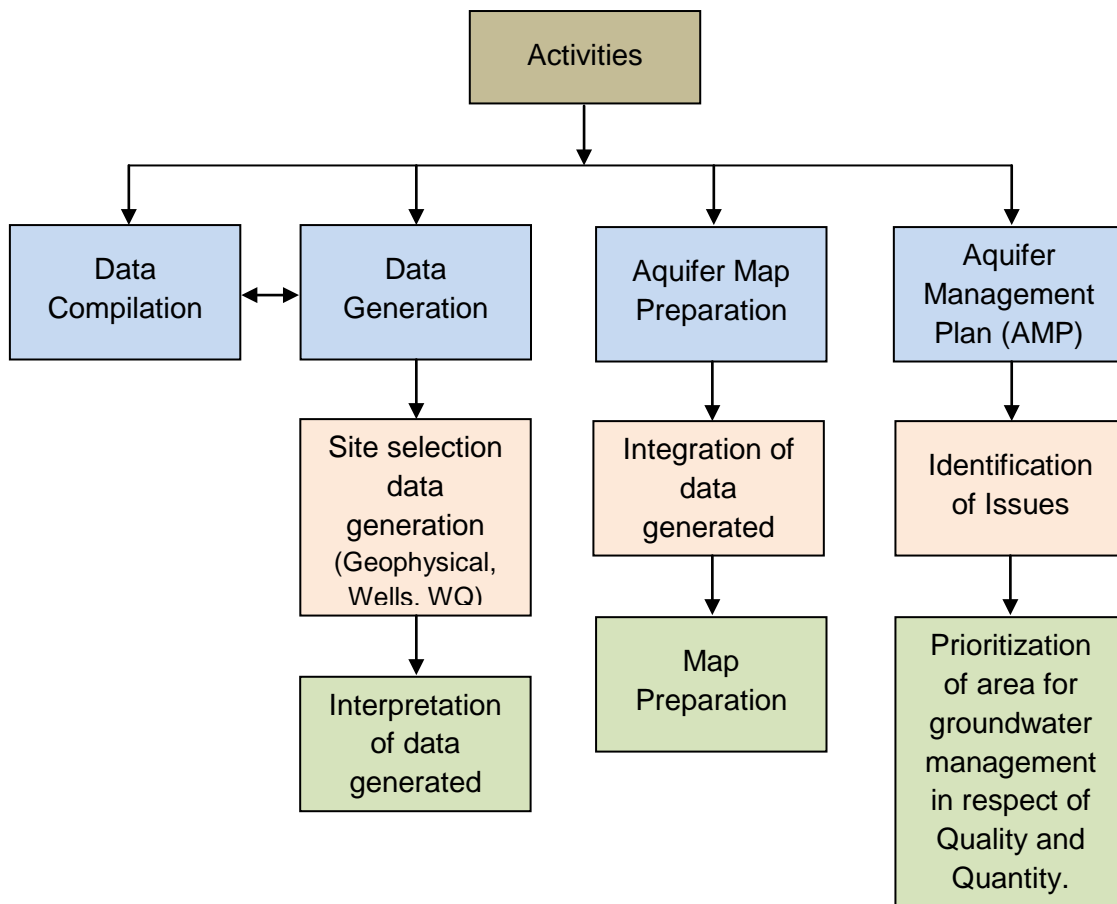 Activities
Data
Compilation
Data
Generation
Aquifer Map
Preparation
Aquifer
Management
Plan (AMP)
Site selection
data
generation
(Geophysical,
Wells, WQ)
Integration of
data
generated
Identification
of Issues
Interpretation
of data
generated
Map
Preparation
Prioritization
of area for
groundwater
management
in respect of
Quality and
Quantity.